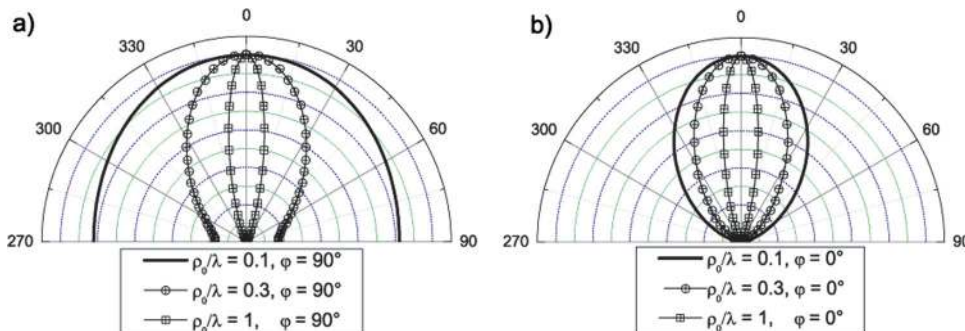 a)
0
330
30
300
60
270
90
ρ₀/λ = 0.1, φ = 90°
ρ₀/λ = 0.3, φ = 90°
ρ₀/λ = 1, φ = 90°
b)
0
330
30
300
60
270
90
ρ₀/λ = 0.1, φ = 0°
ρ₀/λ = 0.3, φ = 0°
ρ₀/λ = 1, φ = 0°